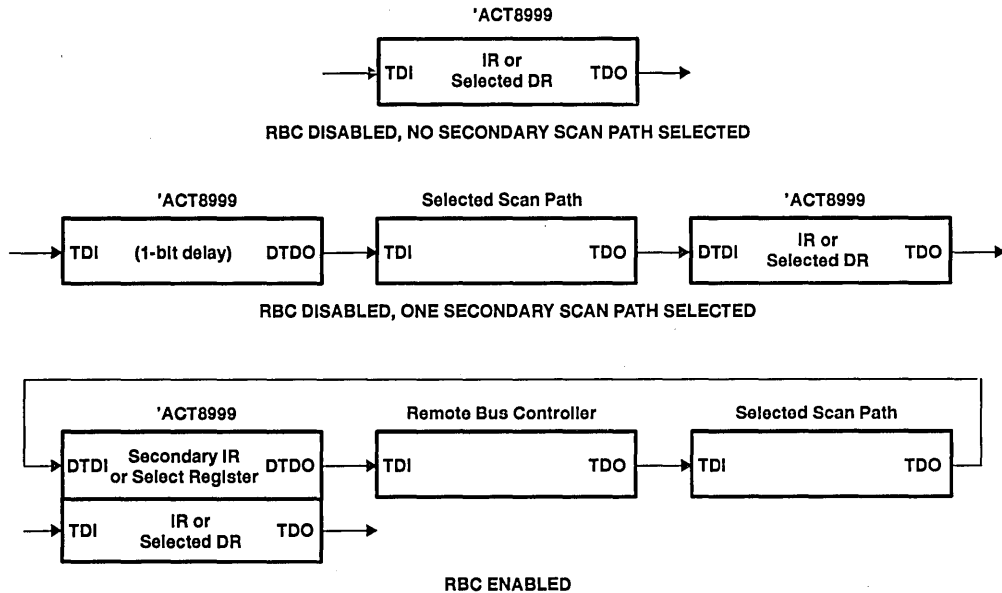 'ACT8999
TDI IR or Selected DR TDO
RBC DISABLED, NO SECONDARY SCAN PATH SELECTED
'ACT8999 Selected Scan Path 'ACT8999
TDI (1-bit delay) DTDO TDI TDO DTDI IR or Selected DR TDO
RBC DISABLED, ONE SECONDARY SCAN PATH SELECTED
'ACT8999 Remote Bus Controller Selected Scan Path
DTDI Secondary IR or Select Register DTDO TDI TDO TDI TDO
TDI IR or Selected DR TDO
RBC ENABLED